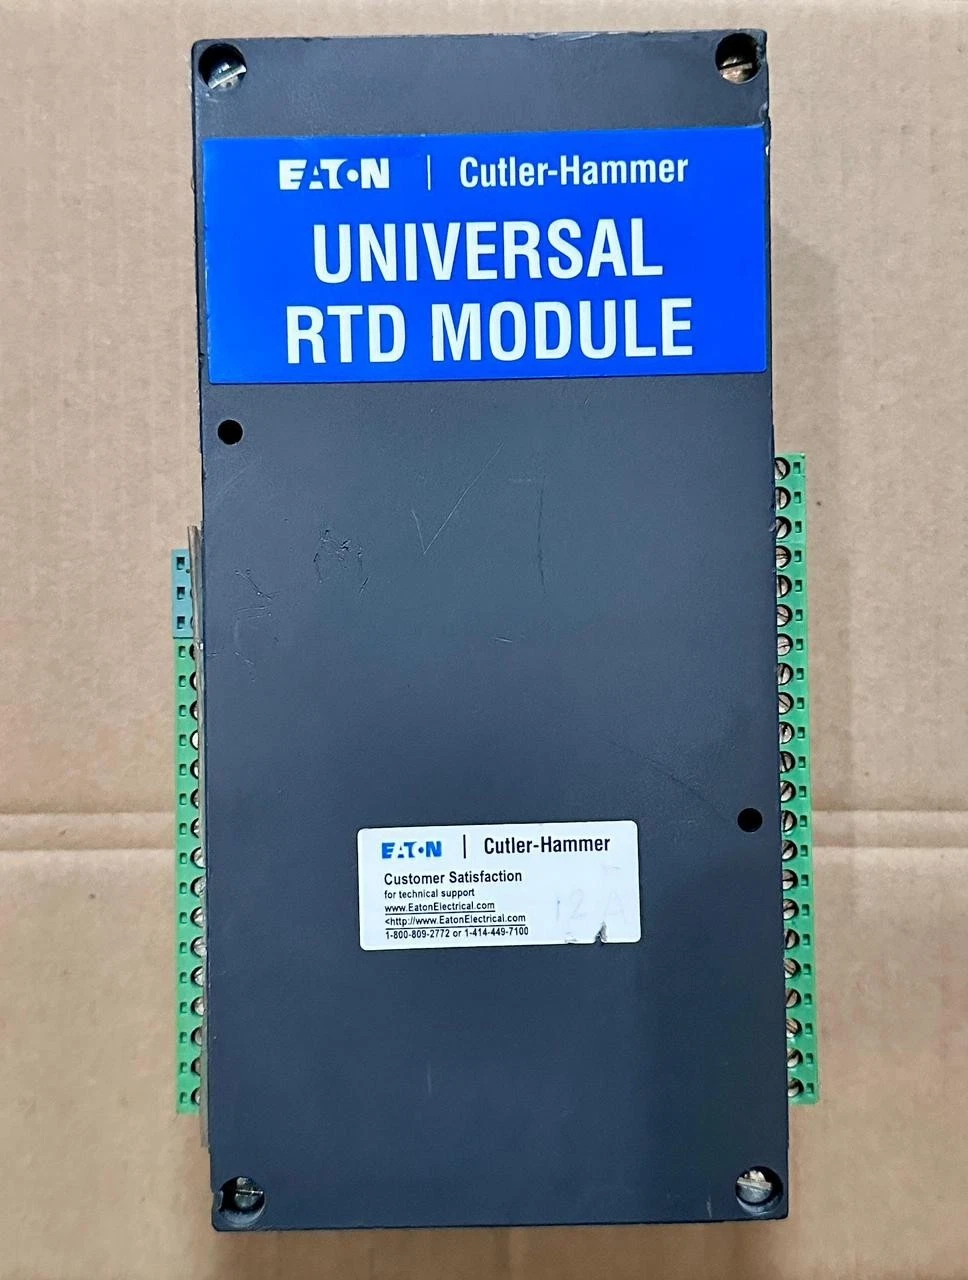 EATON | Cutler-Hammer
UNIVERSAL
RTD MODULE
EATON | Cutler-Hammer
Customer Satisfaction
for technical support
www.EatonElectrical.com
<http://www.EatonElectrical.com
1-800-809-2772 or 1-414-449-7100
12A